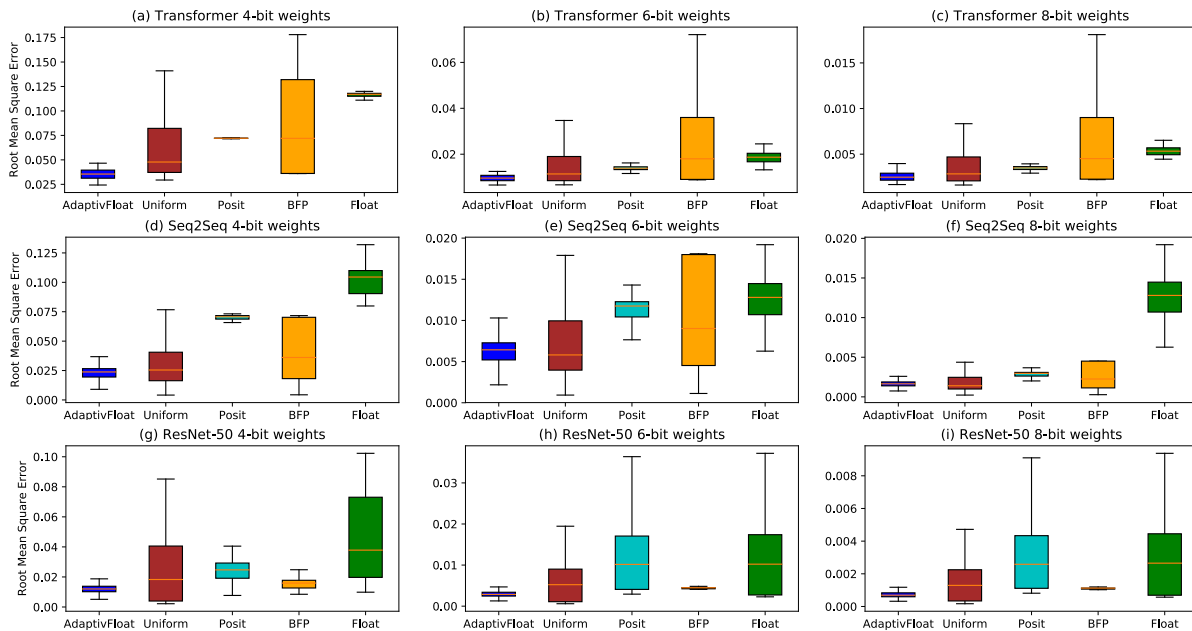 (a) Transformer 4-bit weights
(b) Transformer 6-bit weights
(c) Transformer 8-bit weights
Root Mean Square Error
0.175
0.150
0.125
0.100
0.075
0.050
0.025
0.06
0.04
0.02
0.015
0.010
0.005
AdaptivFloat Uniform Posit BFP Float
AdaptivFloat Uniform Posit BFP Float
AdaptivFloat Uniform Posit BFP Float
(d) Seq2Seq 4-bit weights
(e) Seq2Seq 6-bit weights
(f) Seq2Seq 8-bit weights
Root Mean Square Error
0.125
0.100
0.075
0.050
0.025
0.000
0.020
0.015
0.010
0.005
0.000
0.020
0.015
0.010
0.005
0.000
AdaptivFloat Uniform Posit BFP Float
AdaptivFloat Uniform Posit BFP Float
AdaptivFloat Uniform Posit BFP Float
(g) ResNet-50 4-bit weights
(h) ResNet-50 6-bit weights
(i) ResNet-50 8-bit weights
Root Mean Square Error
0.10
0.08
0.06
0.04
0.02
0.00
0.03
0.02
0.01
0.00
0.008
0.006
0.004
0.002
0.000
AdaptivFloat Uniform Posit BFP Float
AdaptivFloat Uniform Posit BFP Float
AdaptivFloat Uniform Posit BFP Float